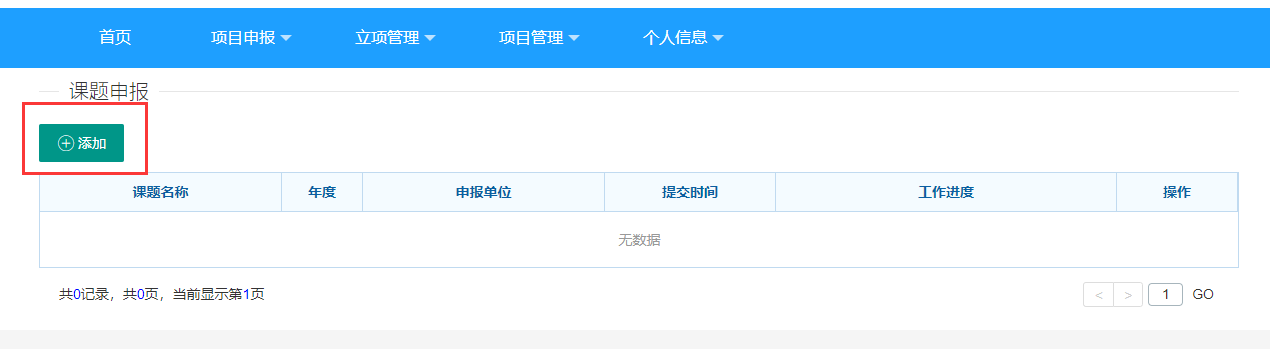 首页 项目申报 立项管理 项目管理 个人信息
课题申报
添加
课题名称 年度 申报单位 提交时间 工作进度 操作
无数据
共0记录，共0页，当前显示第1页 < > 1 GO